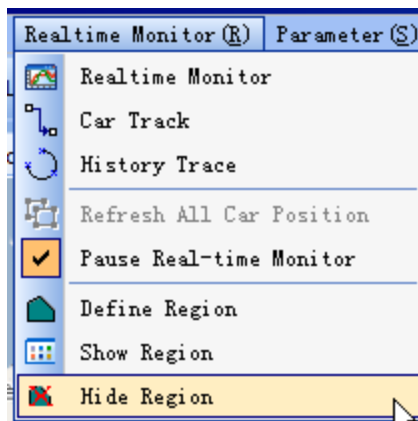 Realtime Monitor(R) Parameter(S)
Realtime Monitor
Car Track
History Trace
Refresh All Car Position
Pause Real-time Monitor
Define Region
Show Region
Hide Region